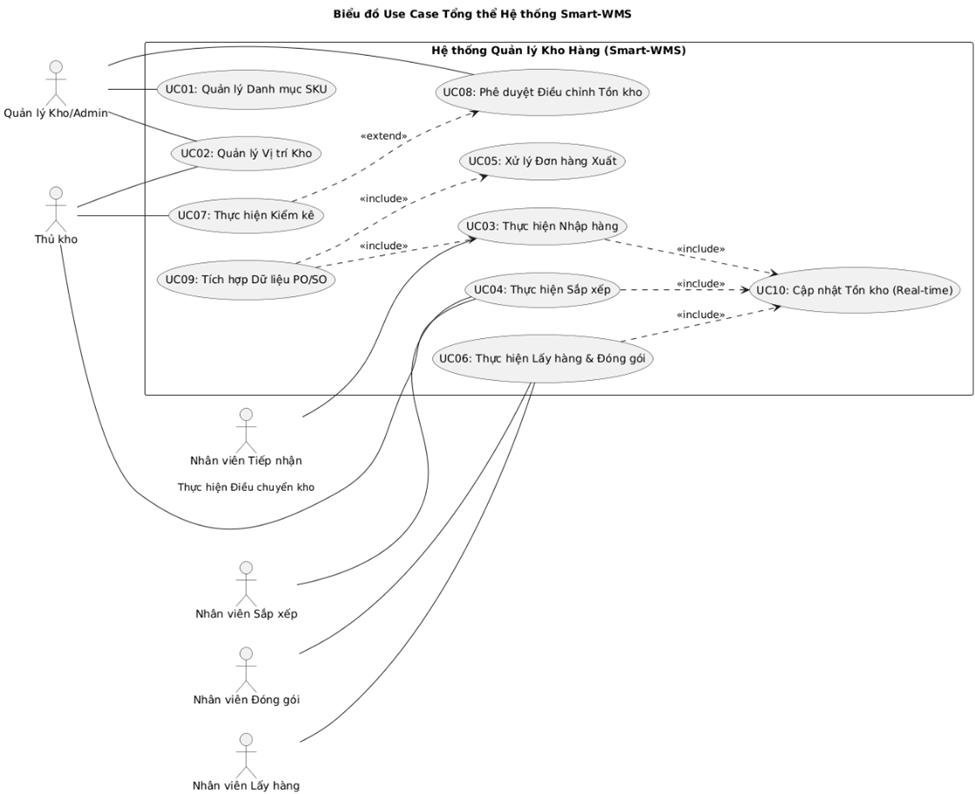 Biểu đồ Use Case Tổng thể Hệ thống Smart-WMS
Hệ thống Quản lý Kho Hàng (Smart-WMS)
Quản lý Kho/Admin
UC01: Quản lý Danh mục SKU
UC08: Phê duyệt Điều chỉnh Tồn kho
«extend»
UC02: Quản lý Vị trí Kho
UC05: Xử lý Đơn hàng Xuất
«include»
Thủ kho
UC07: Thực hiện Kiểm kê
UC03: Thực hiện Nhập hàng
«include»
«include»
UC09: Tích hợp Dữ liệu PO/SO
UC04: Thực hiện Sắp xếp
«include»
UC10: Cập nhật Tồn kho (Real-time)
«include»
UC06: Thực hiện Lấy hàng & Đóng gói
Nhân viên Tiếp nhận
Thực hiện Điều chuyển kho
Nhân viên Sắp xếp
Nhân viên Đóng gói
Nhân viên Lấy hàng